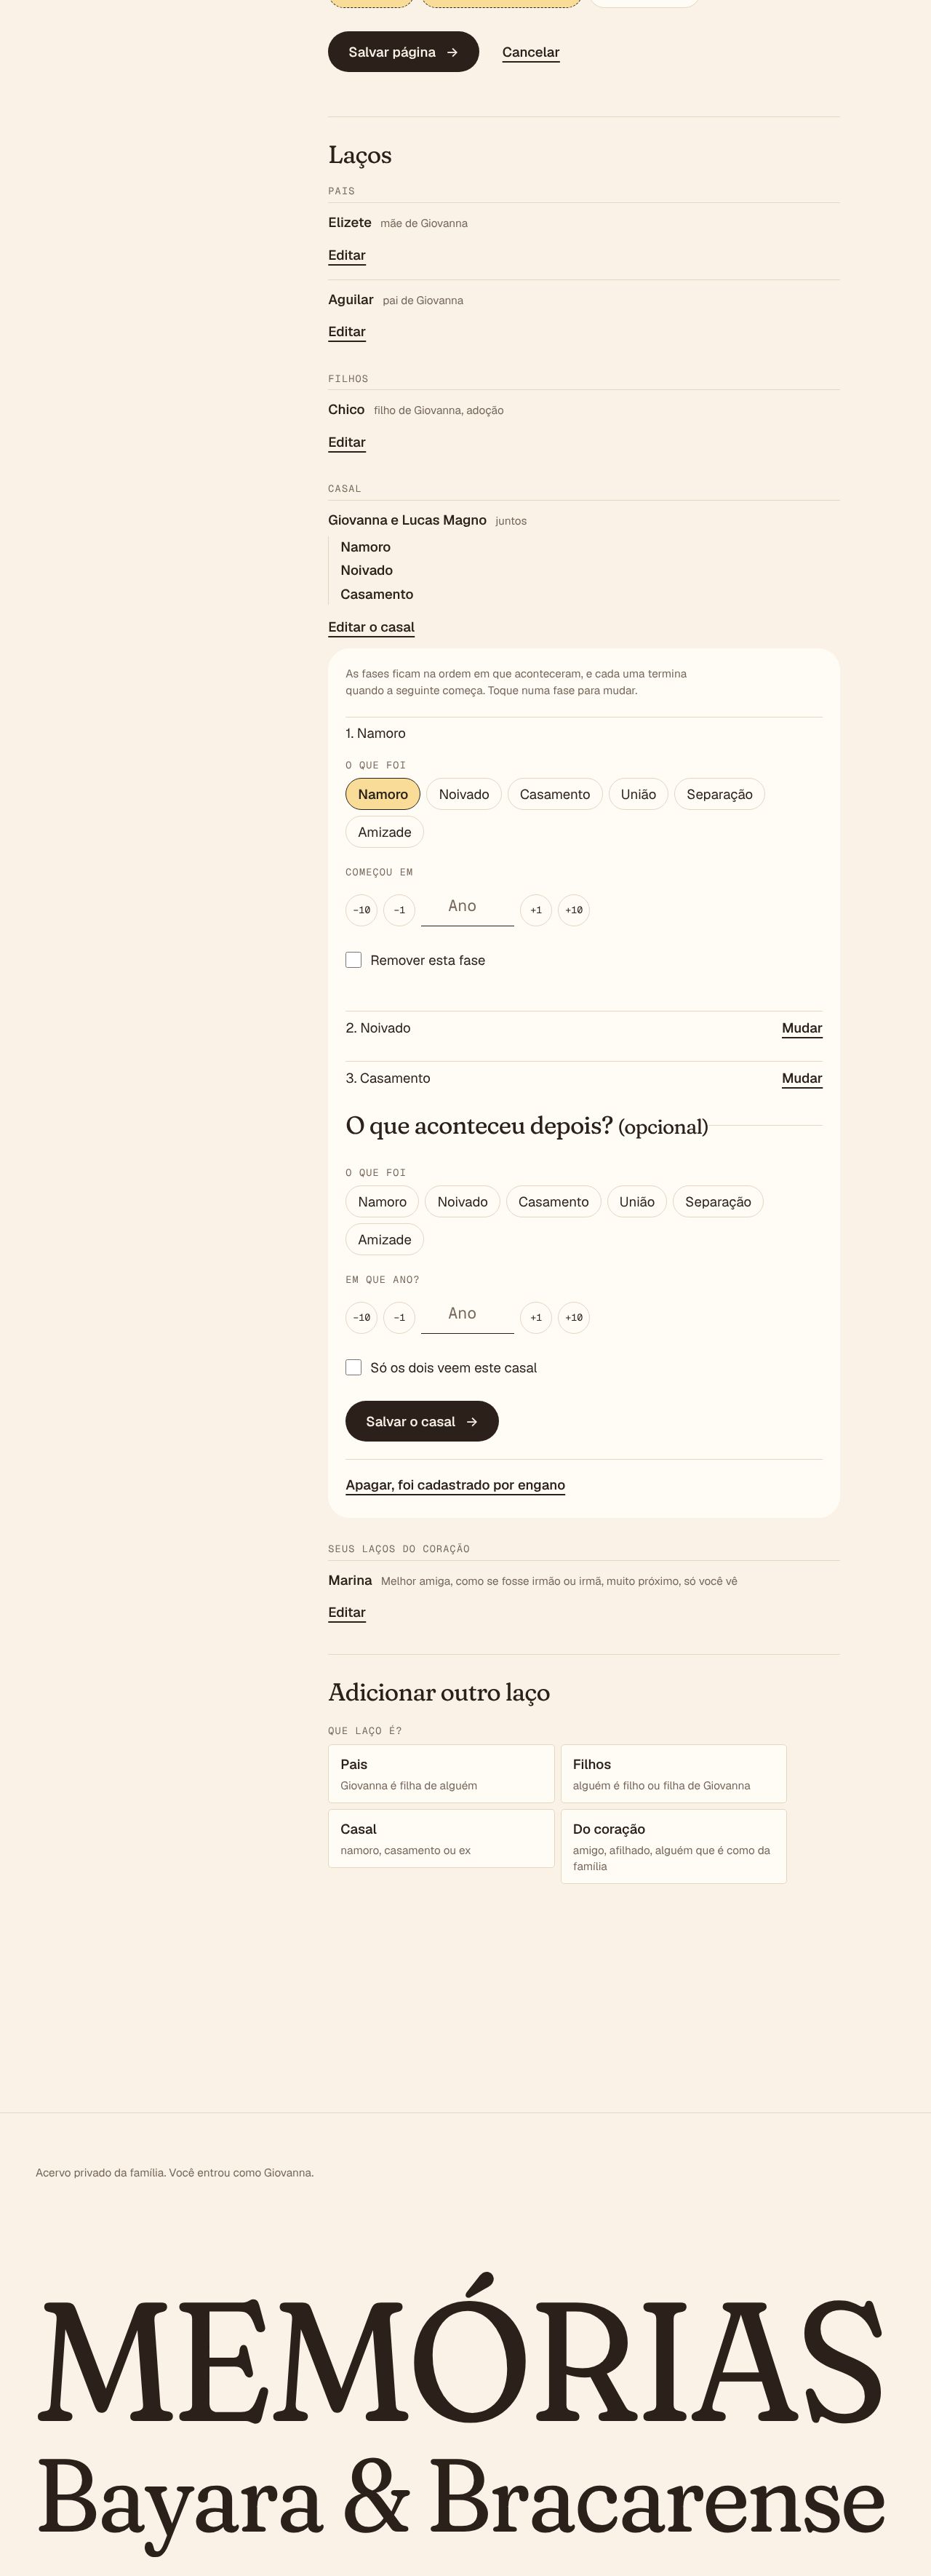 Salvar página →
Cancelar
Laços
PAIS
Elizete mãe de Giovanna
Editar
Aguilar pai de Giovanna
Editar
FILHOS
Chico filho de Giovanna, adoção
Editar
CASAL
Giovanna e Lucas Magno juntos
Namoro
Noivado
Casamento
Editar o casal
As fases ficam na ordem em que aconteceram, e cada uma termina
quando a seguinte começa. Toque numa fase para mudar.
1. Namoro
O QUE FOI
Namoro Noivado Casamento União Separação
Amizade
COMEÇOU EM
−10 −1 Ano +1 +10
Remover esta fase
2. Noivado Mudar
3. Casamento Mudar
O que aconteceu depois? (opcional)
O QUE FOI
Namoro Noivado Casamento União Separação
Amizade
EM QUE ANO?
−10 −1 Ano +1 +10
Só os dois veem este casal
Salvar o casal →
Apagar, foi cadastrado por engano
SEUS LAÇOS DO CORAÇÃO
Marina Melhor amiga, como se fosse irmão ou irmã, muito próximo, só você vê
Editar
Adicionar outro laço
QUE LAÇO É?
Pais
Giovanna é filha de alguém
Filhos
alguém é filho ou filha de Giovanna
Casal
namoro, casamento ou ex
Do coração
amigo, afilhado, alguém que é como da
família
Acervo privado da família. Você entrou como Giovanna.
MEMÓRIAS
Bayara & Bracarense